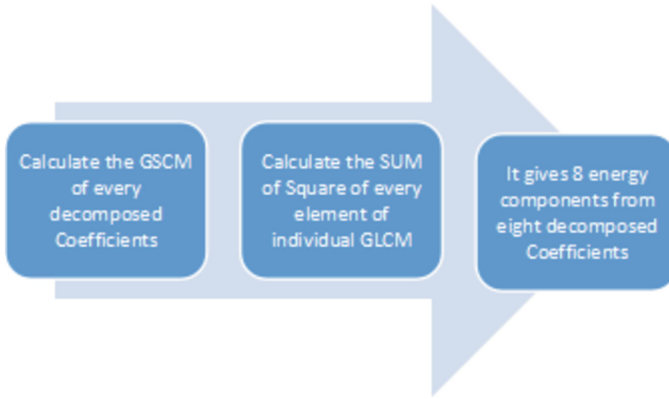 Calculate the GSCM
of every
decomposed
Coefficients
Calculate the SUM
of Square of every
element of
individual GLCM
It gives 8 energy
components from
eight decomposed
Coefficients